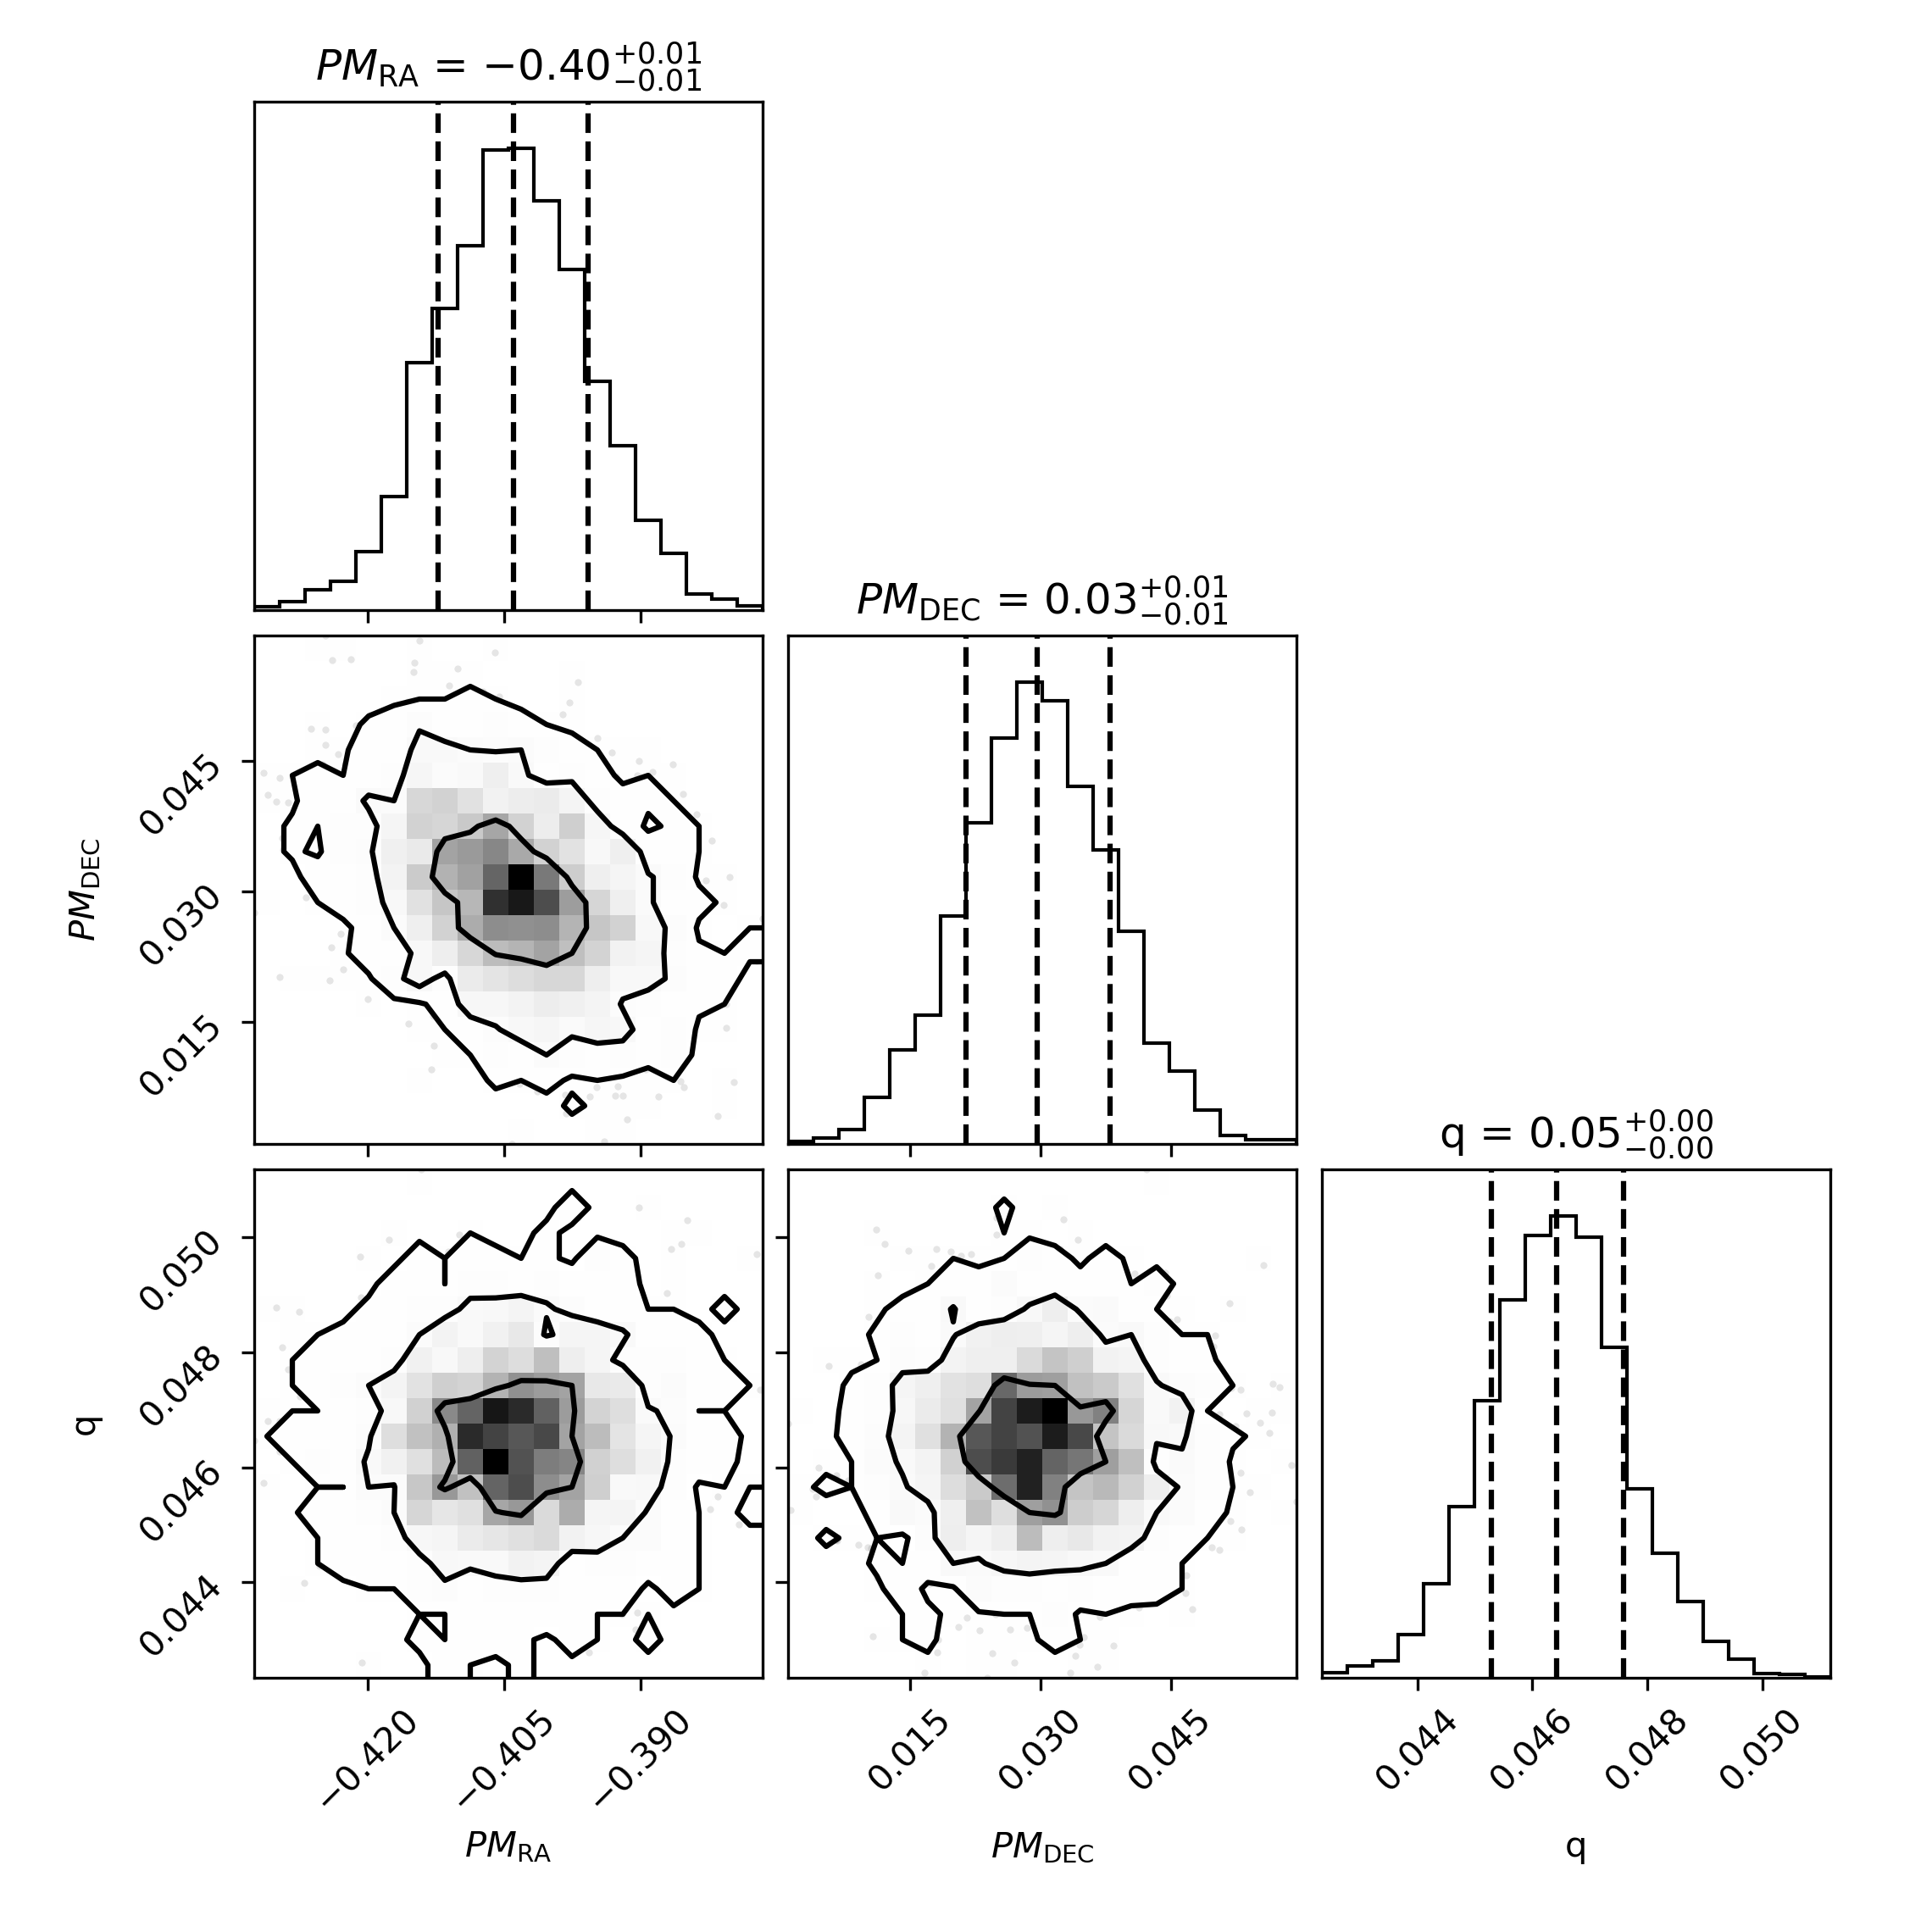 PM_RA = −0.40 +0.01 −0.01
PM_DEC = 0.03 +0.01 −0.01
0.045
0.030
0.015
PM_DEC
q = 0.05 +0.00 −0.00
0.050
0.048
0.046
0.044
q
−0.420 −0.405 −0.390
0.015 0.030 0.045
0.044 0.046 0.048 0.050
PM_RA
PM_DEC
q